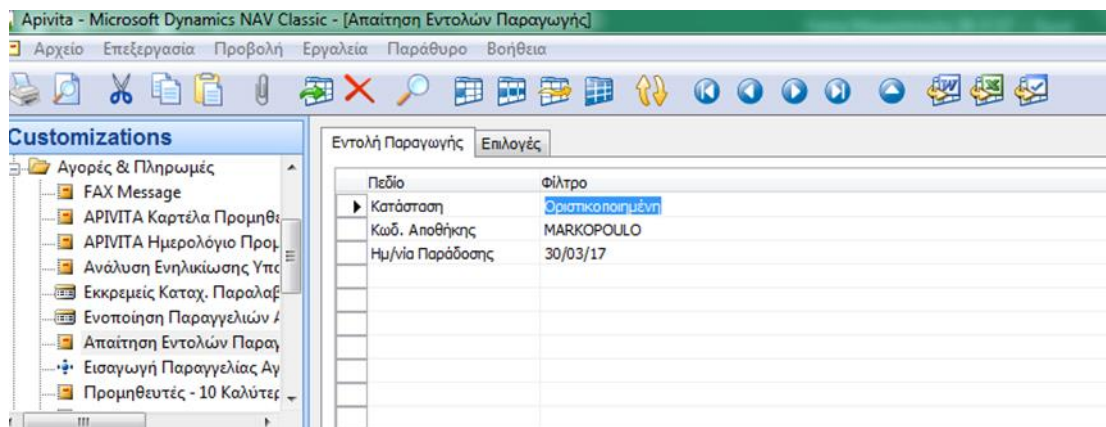 Apivita - Microsoft Dynamics NAV Classic - [Απαίτηση Εντολών Παραγωγής]
Αρχείο Επεξεργασία Προβολή Εργαλεία Παράθυρο Βοήθεια
Customizations
Αγορές & Πληρωμές
FAX Message
APIVITA Καρτέλα Προμηθε
APIVITA Ημερολόγιο Προμ
Ανάλυση Ενηλικίωσης Υπο
Εκκρεμείς Καταχ. Παραλαβ
Ενοποίηση Παραγγελιών Α
Απαίτηση Εντολών Παραγ
Εισαγωγή Παραγγελίας Αγ
Προμηθευτές - 10 Καλύτερ
Εντολή Παραγωγής Επιλογές
Πεδίο Φίλτρο
Κατάσταση Οριστικοποιημένη
Κωδ. Αποθήκης MARKOPOULO
Ημ/νία Παράδοσης 30/03/17